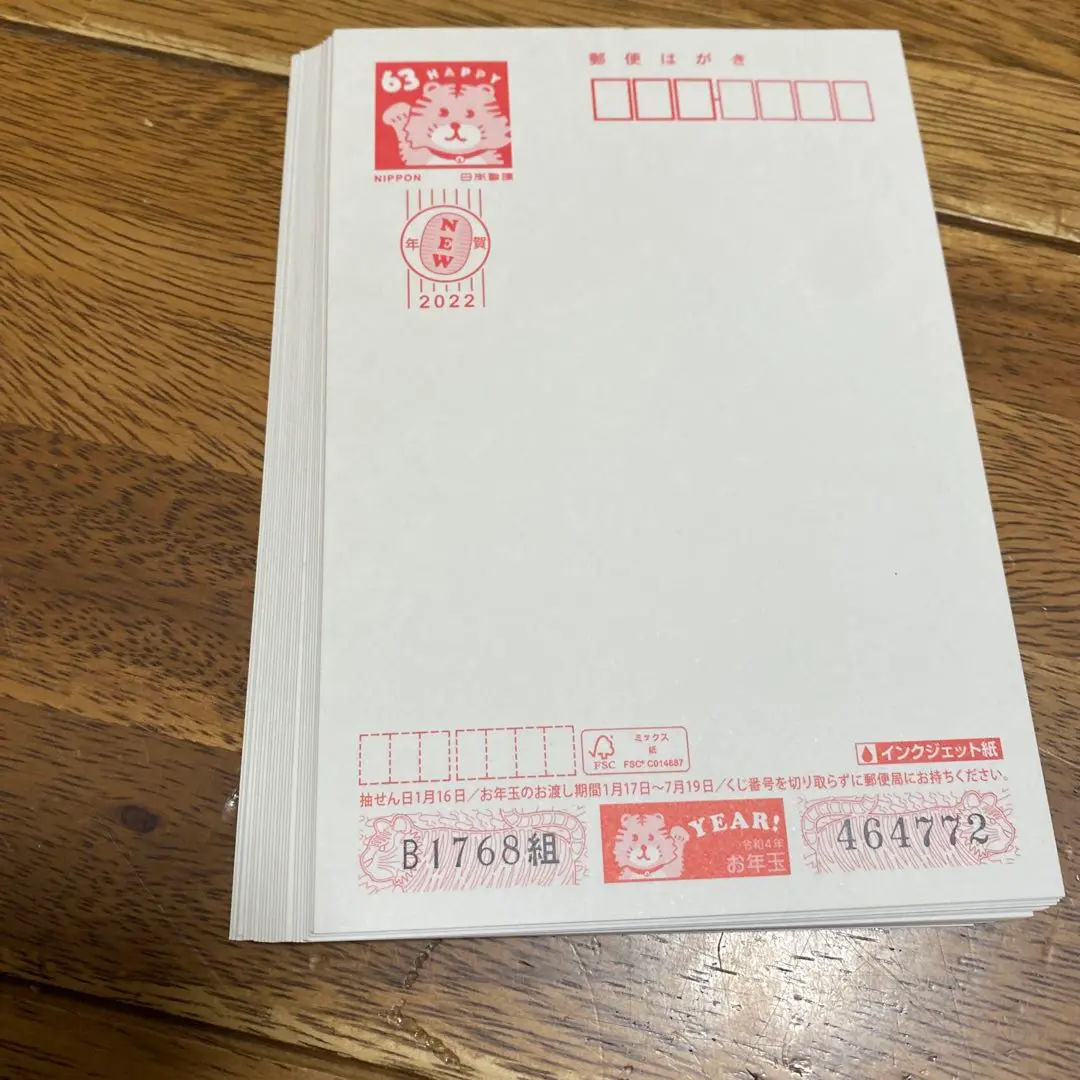 63 HAPPY
郵便はがき
NIPPON 日本郵便
年 NEW 賀
2022
FSC
ミックス
紙
FSC® C014687
インクジェット紙
抽せん日1月16日/お年玉のお渡し期間1月17日〜7月19日/くじ番号を切り取らずに郵便局にお持ちください。
B1768組
YEAR!
令和4年
お年玉
464772